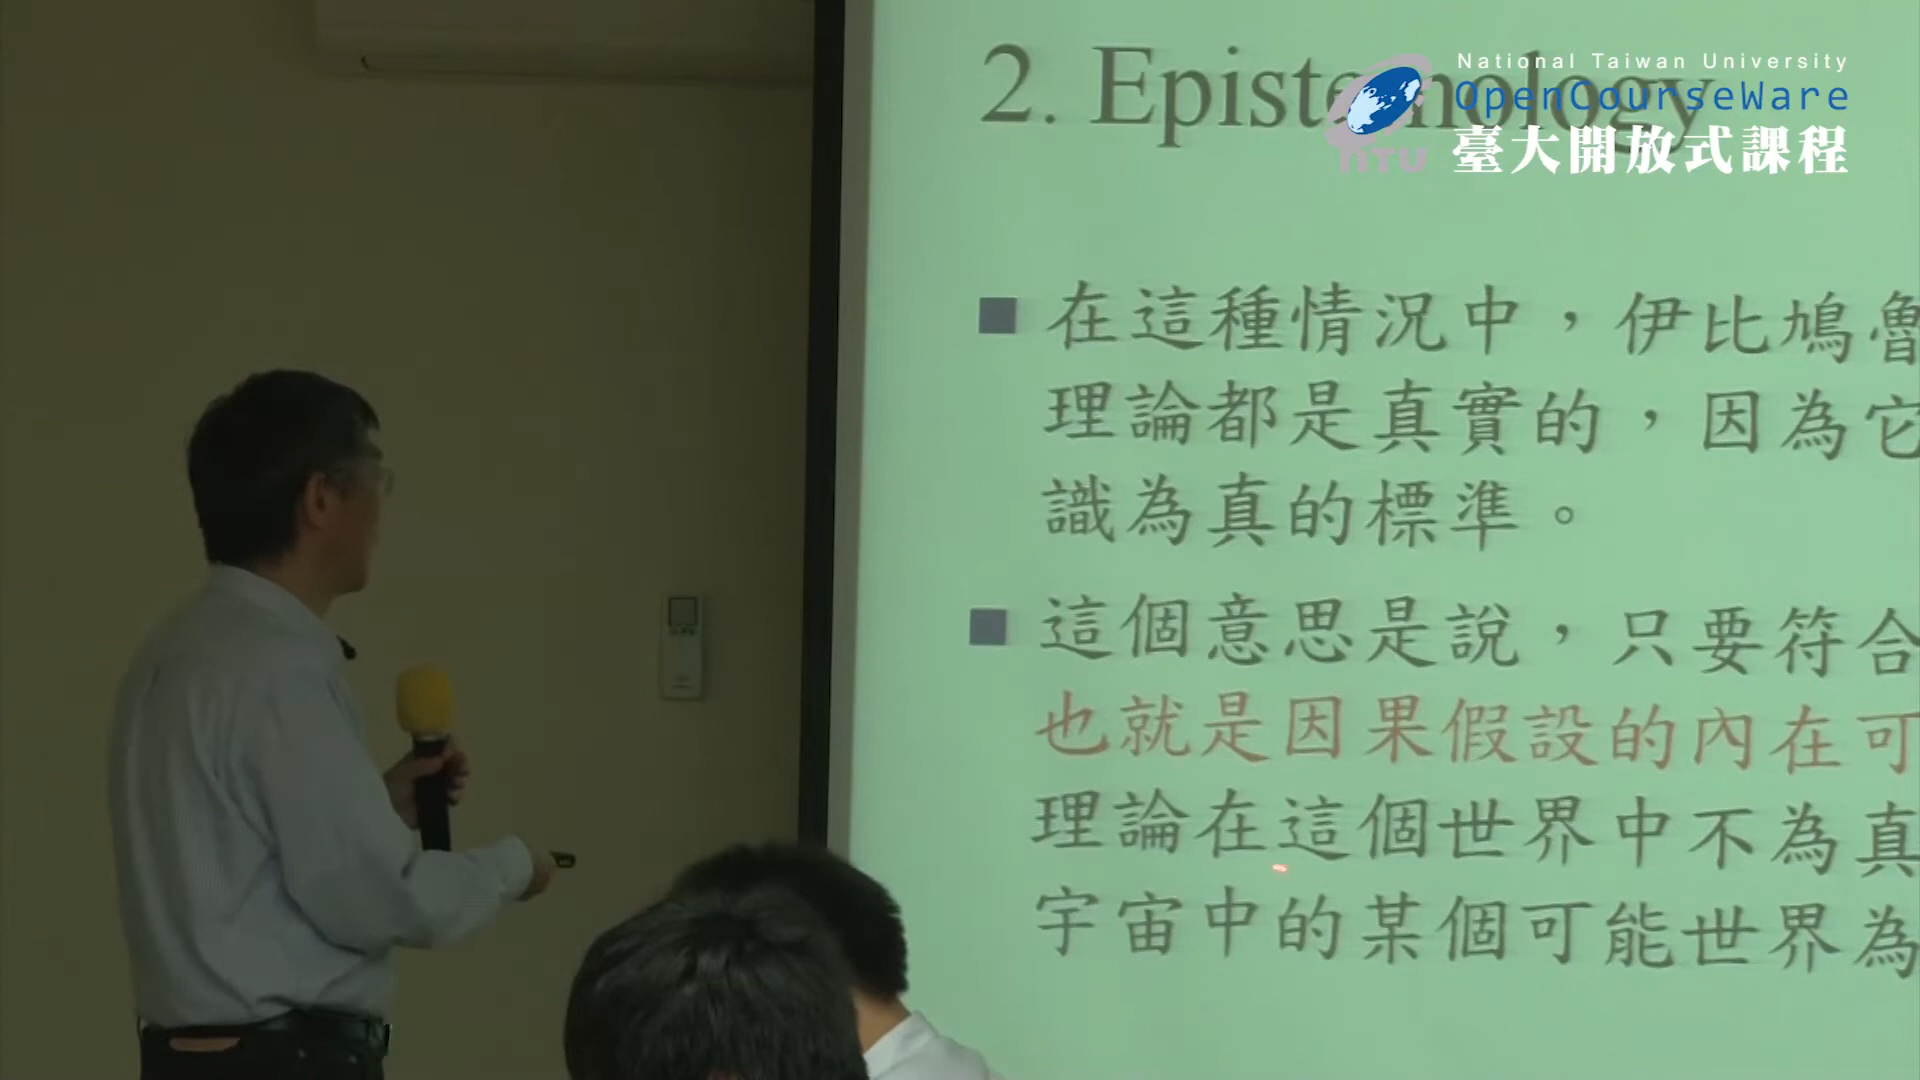 2. Epistemology
National Taiwan University
OpenCourseWare
臺大開放式課程
NTU
在這種情況中，伊比鳩魯
理論都是真實的，因為它
識為真的標準。
這個意思是說，只要符合
也就是因果假設的內在可
理論在這個世界中不為真
宇宙中的某個可能世界為